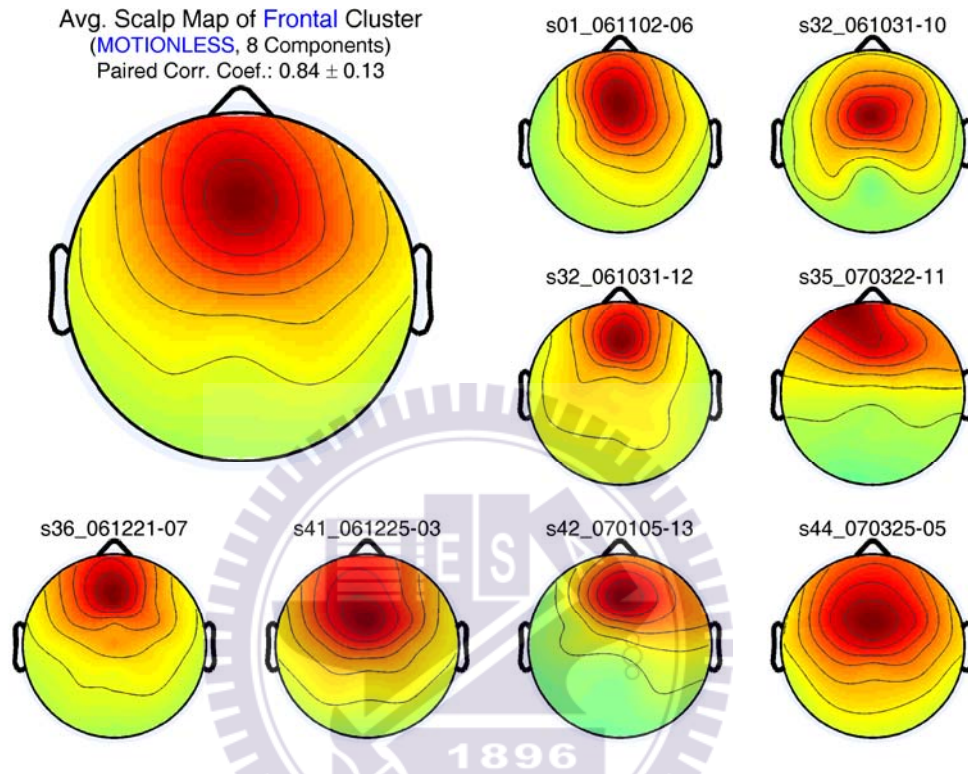 Avg. Scalp Map of Frontal Cluster
(MOTIONLESS, 8 Components)
Paired Corr. Coef.: 0.84 ± 0.13
s01_061102-06
s32_061031-10
s32_061031-12
s35_070322-11
s36_061221-07
s41_061225-03
s42_070105-13
s44_070325-05
ES
1896